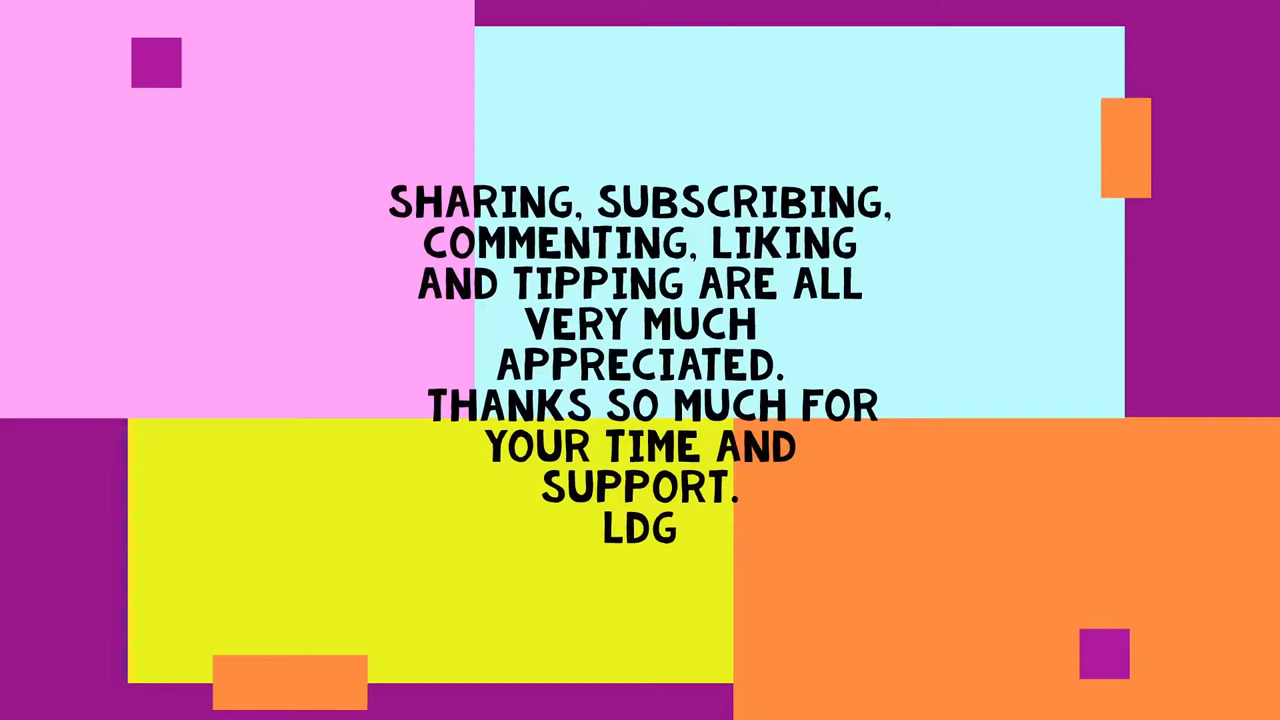 SHARING, SUBSCRIBING,
COMMENTING, LIKING
AND TIPPING ARE ALL
VERY MUCH
APPRECIATED.
THANKS SO MUCH FOR
YOUR TIME AND
SUPPORT.
LDG